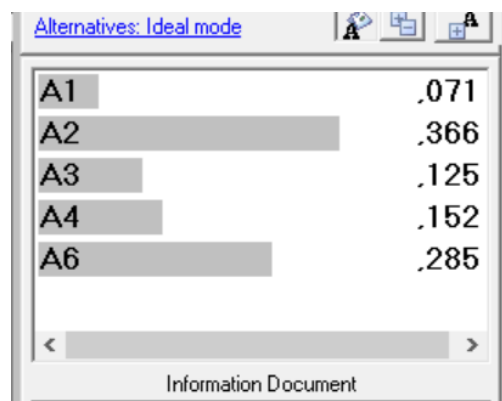 Alternatives: Ideal mode
A1 ,071
A2 ,366
A3 ,125
A4 ,152
A6 ,285
Information Document